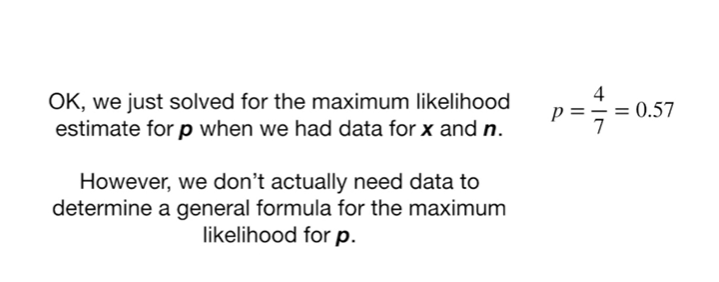 OK, we just solved for the maximum likelihood
estimate for p when we had data for x and n.
p = 4/7 = 0.57
However, we don't actually need data to
determine a general formula for the maximum
likelihood for p.